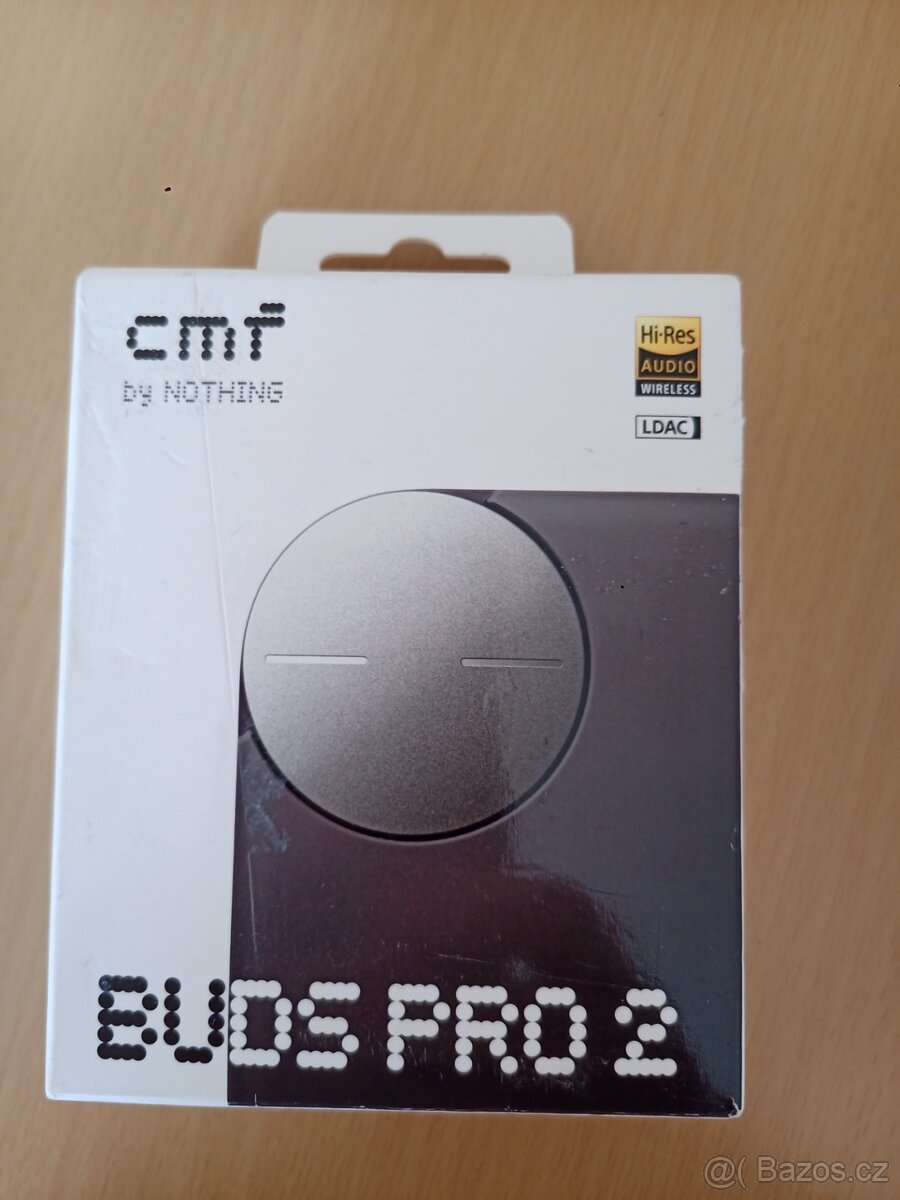 cmf
by NOTHING
Hi-Res
AUDIO
WIRELESS
LDAC
BUDS PRO 2
@( Bazos.cz